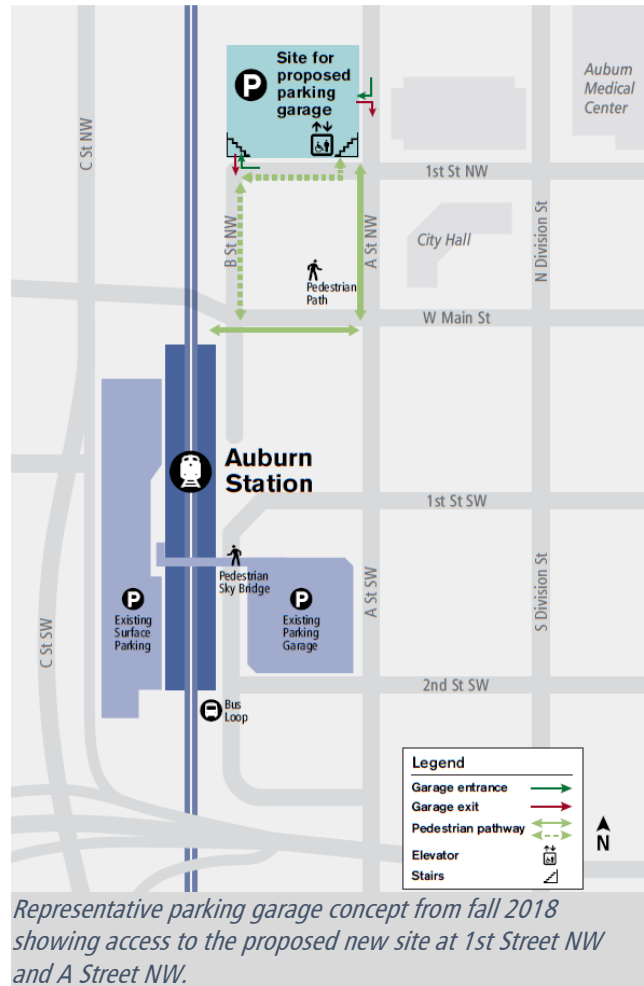 Site for
proposed
parking
garage
P
Auburn
Medical
Center
C St NW
1st St NW
B St NW
A St NW
City Hall
N Division St
Pedestrian
Path
W Main St
Auburn
Station
1st St SW
Pedestrian
Sky Bridge
P
Existing
Surface
Parking
P
Existing
Parking
Garage
A St SW
S Division St
C St SW
2nd St SW
Bus
Loop
Legend
Garage entrance
Garage exit
Pedestrian pathway
Elevator
Stairs
N
Representative parking garage concept from fall 2018
showing access to the proposed new site at 1st Street NW
and A Street NW.